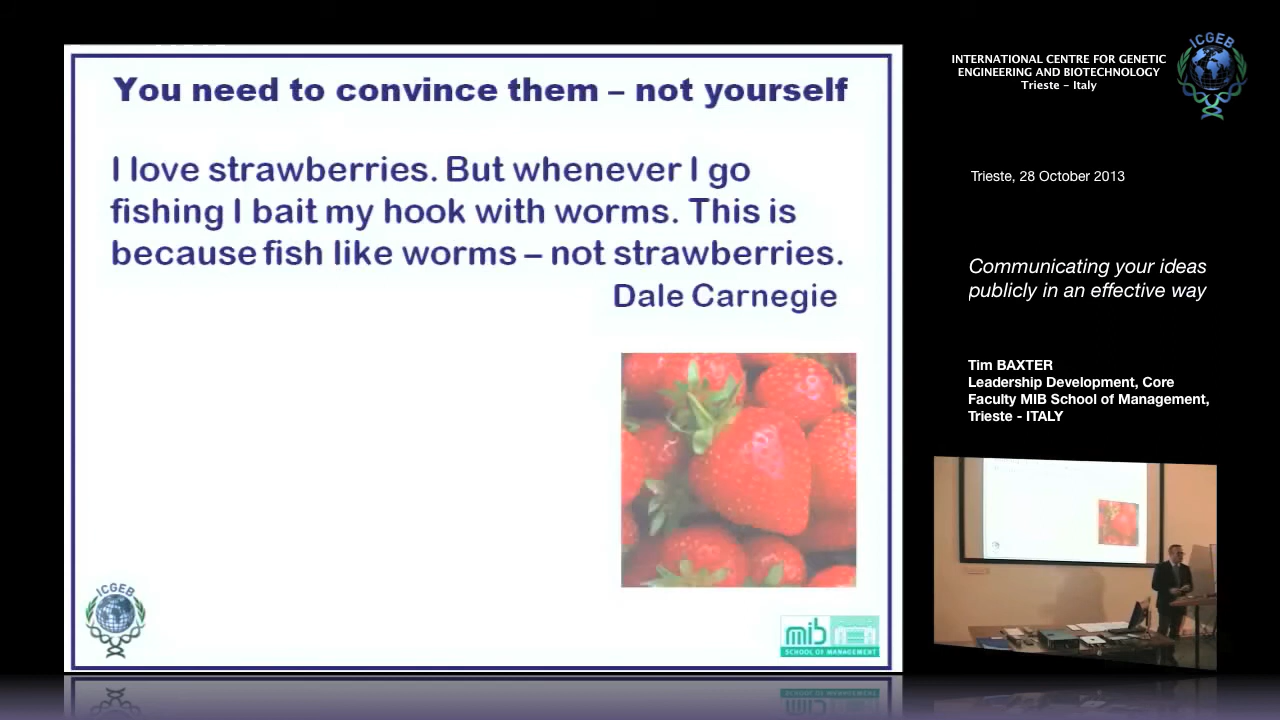 You need to convince them – not yourself
I love strawberries. But whenever I go
fishing I bait my hook with worms. This is
because fish like worms – not strawberries.
Dale Carnegie
ICGEB
mib
SCHOOL OF MANAGEMENT
INTERNATIONAL CENTRE FOR GENETIC
ENGINEERING AND BIOTECHNOLOGY
Trieste - Italy
ICGEB
Trieste, 28 October 2013
Communicating your ideas
publicly in an effective way
Tim BAXTER
Leadership Development, Core
Faculty MIB School of Management,
Trieste - ITALY